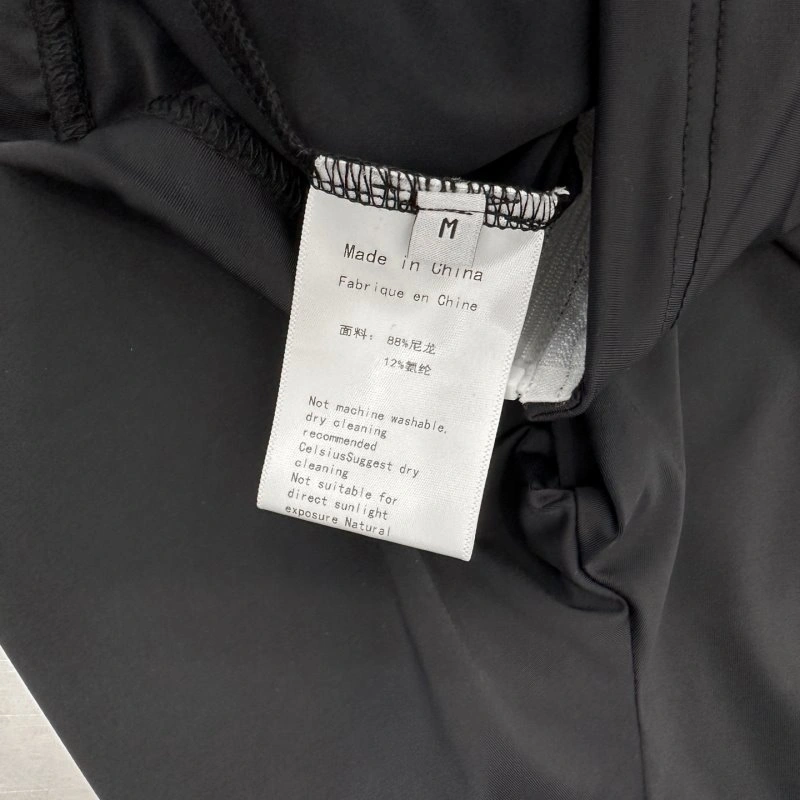 M
Made in China
Fabrique en Chine
面料: 88%尼龙
12%氨纶
Not machine washable,
dry cleaning
recommended
CelsiusSuggest dry
cleaning
Not suitable for
direct sunlight
exposure Natural